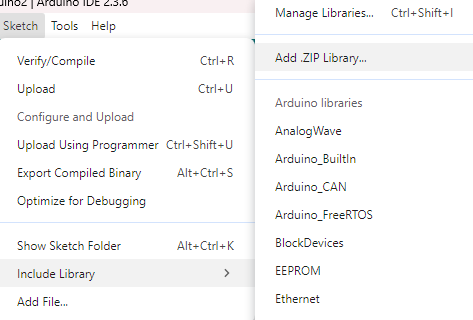 uino2 | Arduino IDE 2.3.6
Sketch Tools Help
Verify/Compile Ctrl+R
Upload Ctrl+U
Configure and Upload
Upload Using Programmer Ctrl+Shift+U
Export Compiled Binary Alt+Ctrl+S
Optimize for Debugging
Show Sketch Folder Alt+Ctrl+K
Include Library
Add File...
Manage Libraries... Ctrl+Shift+I
Add .ZIP Library...
Arduino libraries
AnalogWave
Arduino_BuiltIn
Arduino_CAN
Arduino_FreeRTOS
BlockDevices
EEPROM
Ethernet